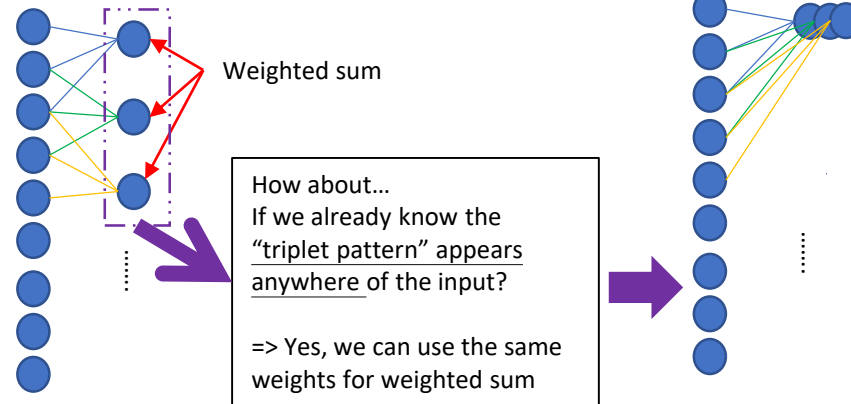 Weighted sum
How about…
If we already know the
“triplet pattern” appears
anywhere of the input?
=> Yes, we can use the same
weights for weighted sum